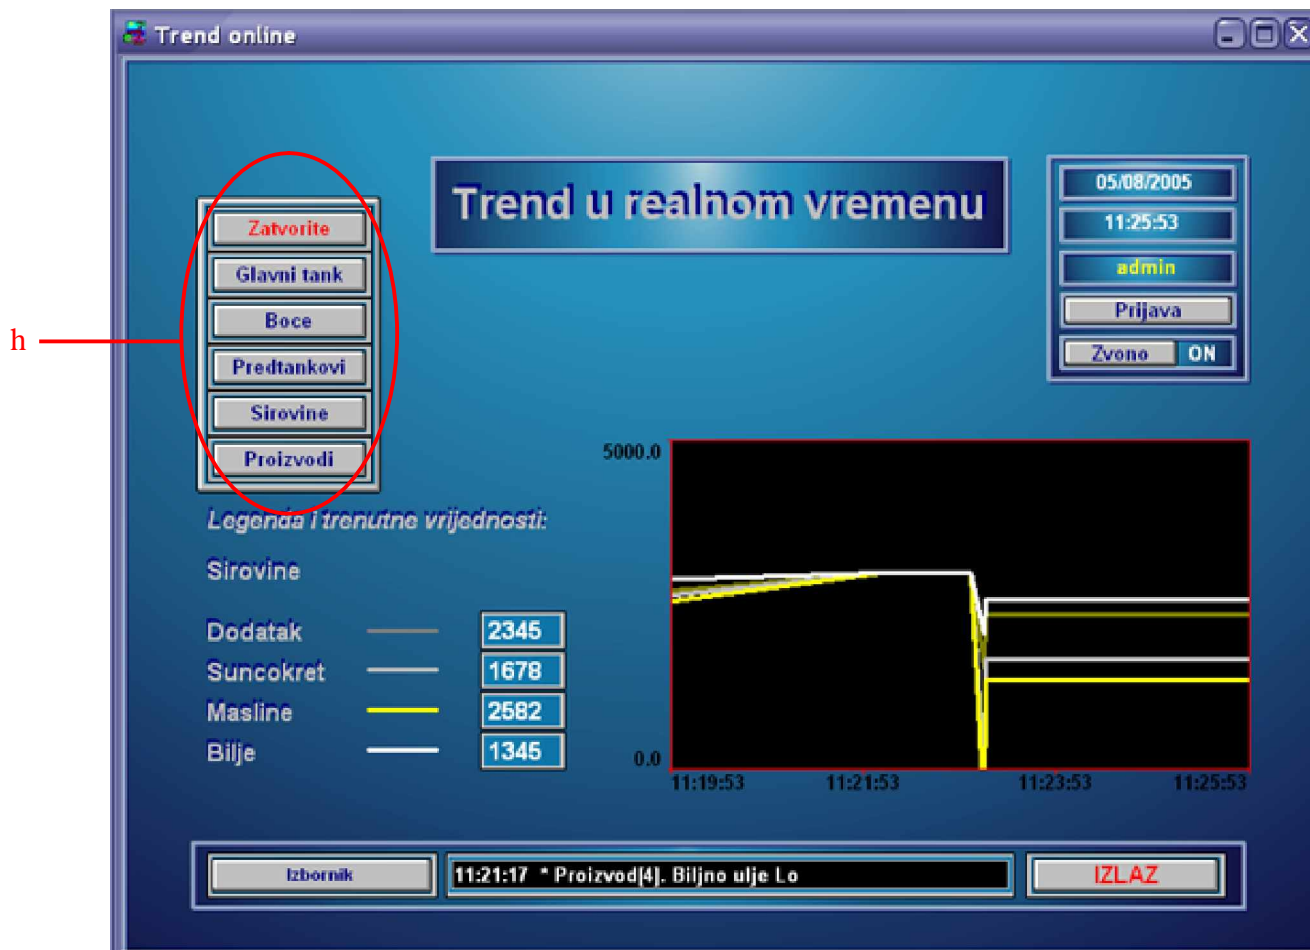 Trend online
Trend u realnom vremenu
05/08/2005
11:25:53
admin
Prijava
Zvono ON
h
Zatvorite
Glavni tank
Boce
Predtankovi
Sirovine
Proizvodi
Legenda i trenutne vrijednosti:
Sirovine
Dodatak 2345
Suncokret 1678
Masline 2582
Bilje 1345
5000.0
0.0
11:19:53 11:21:53 11:23:53 11:25:53
Izbornik 11:21:17 * Proizvod[4]. Biljno ulje Lo IZLAZ